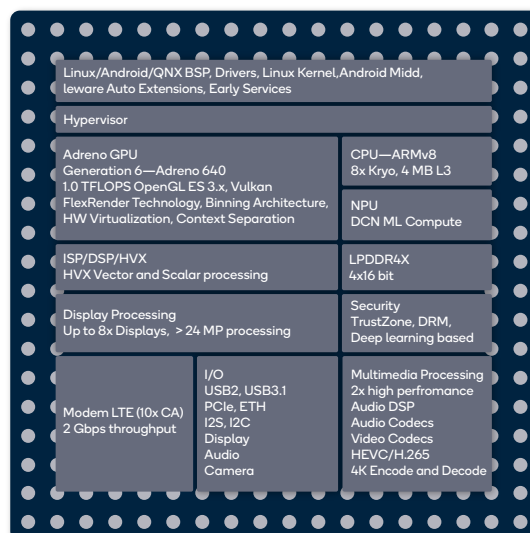 Linux/Android/QNX BSP, Drivers, Linux Kernel,Android Midd,
leware Auto Extensions, Early Services
Hypervisor
Adreno GPU
Generation 6—Adreno 640
1.0 TFLOPS OpenGL ES 3.x, Vulkan
FlexRender Technology, Binning Architecture,
HW Virtualization, Context Separation
CPU—ARMv8
8x Kryo, 4 MB L3
NPU
DCN ML Compute
ISP/DSP/HVX
HVX Vector and Scalar processing
LPDDR4X
4x16 bit
Display Processing
Up to 8x Displays, > 24 MP processing
Security
TrustZone, DRM,
Deep learning based
Modem LTE (10x CA)
2 Gbps throughput
I/O
USB2, USB3.1
PCIe, ETH
I2S, I2C
Display
Audio
Camera
Multimedia Processing
2x high perfromance
Audio DSP
Audio Codecs
Video Codecs
HEVC/H.265
4K Encode and Decode